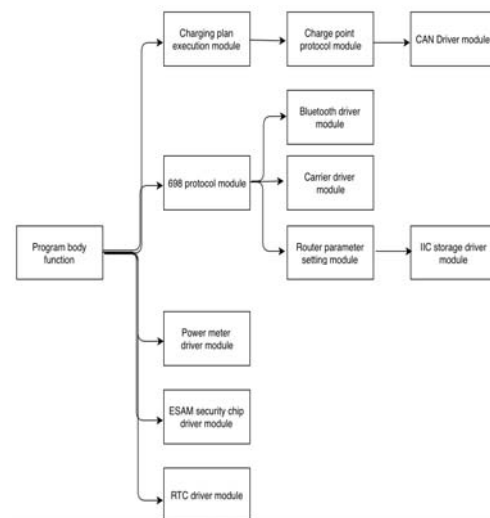 Charging plan
execution module
Charge point
protocol module
CAN Driver module
Bluetooth driver
module
698 protocol module
Carrier driver
module
Program body
function
Router parameter
setting module
IIC storage driver
module
Power meter
driver module
ESAM security chip
driver module
RTC driver module